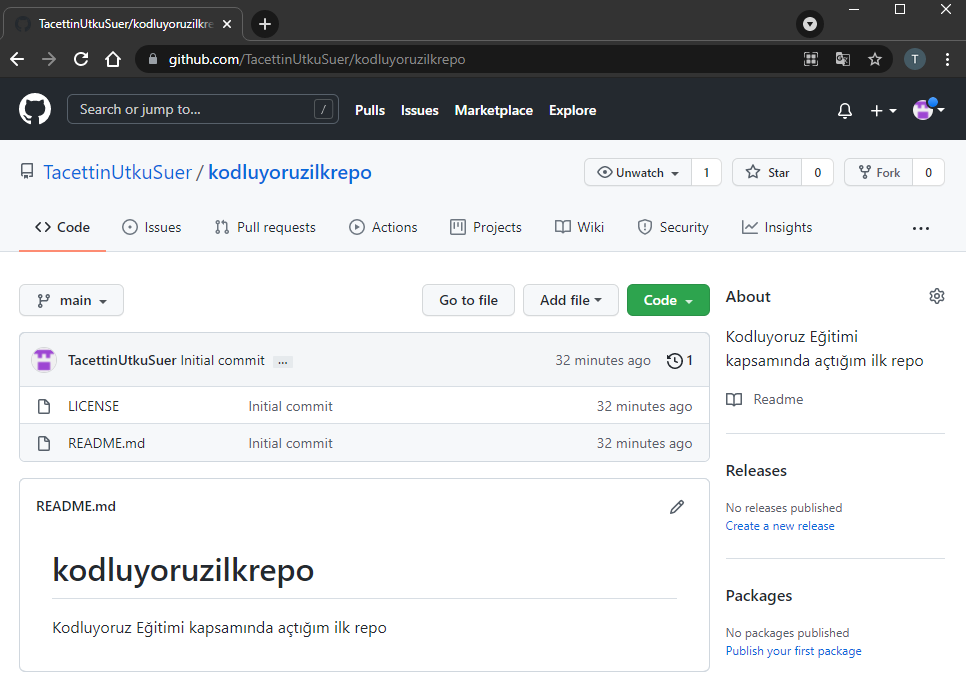 TacettinUtkuSuer/kodluyoruzilkre
github.com/TacettinUtkuSuer/kodluyoruzilkrepo
T
Search or jump to...
/
Pulls Issues Marketplace Explore
TacettinUtkuSuer / kodluyoruzilkrepo
Unwatch 1 Star 0 Fork 0
Code Issues Pull requests Actions Projects Wiki Security Insights ...
main Go to file Add file Code
TacettinUtkuSuer Initial commit ... 32 minutes ago 1
LICENSE Initial commit 32 minutes ago
README.md Initial commit 32 minutes ago
README.md
kodluyoruzilkrepo
Kodluyoruz Eğitimi kapsamında açtığım ilk repo
About
Kodluyoruz Eğitimi
kapsamında açtığım ilk repo
Readme
Releases
No releases published
Create a new release
Packages
No packages published
Publish your first package